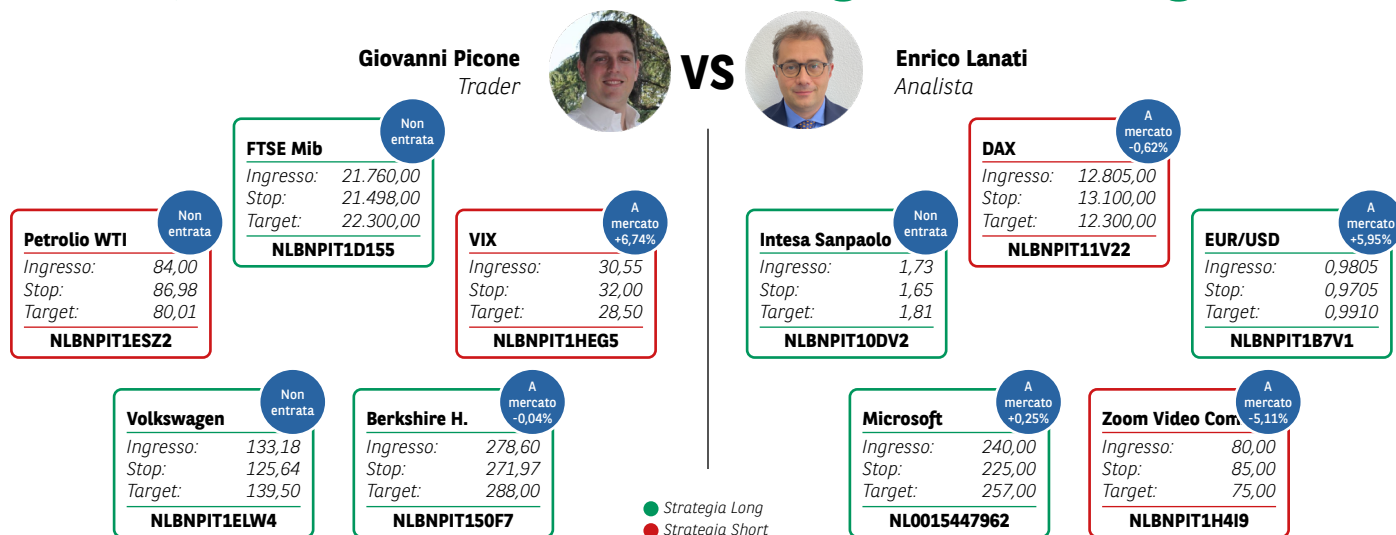 Giovanni Picone
Trader
VS
Enrico Lanati
Analista
Non
entrata
FTSE Mib
Ingresso: 21.760,00
Stop: 21.498,00
Target: 22.300,00
NLBNPIT1D155
Non
entrata
Petrolio WTI
Ingresso: 84,00
Stop: 86,98
Target: 80,01
NLBNPIT1ESZ2
A
mercato
+6,74%
VIX
Ingresso: 30,55
Stop: 32,00
Target: 28,50
NLBNPIT1HEG5
Non
entrata
Volkswagen
Ingresso: 133,18
Stop: 125,64
Target: 139,50
NLBNPIT1ELW4
A
mercato
-0,04%
Berkshire H.
Ingresso: 278,60
Stop: 271,97
Target: 288,00
NLBNPIT150F7
A
mercato
-0,62%
DAX
Ingresso: 12.805,00
Stop: 13.100,00
Target: 12.300,00
NLBNPIT11V22
Non
entrata
Intesa Sanpaolo
Ingresso: 1,73
Stop: 1,65
Target: 1,81
NLBNPIT10DV2
A
mercato
+5,95%
EUR/USD
Ingresso: 0,9805
Stop: 0,9705
Target: 0,9910
NLBNPIT1B7V1
A
mercato
+0,25%
Microsoft
Ingresso: 240,00
Stop: 225,00
Target: 257,00
NL0015447962
A
mercato
-5,11%
Zoom Video Com
Ingresso: 80,00
Stop: 85,00
Target: 75,00
NLBNPIT1H4I9
Strategia Long
Strategia Short